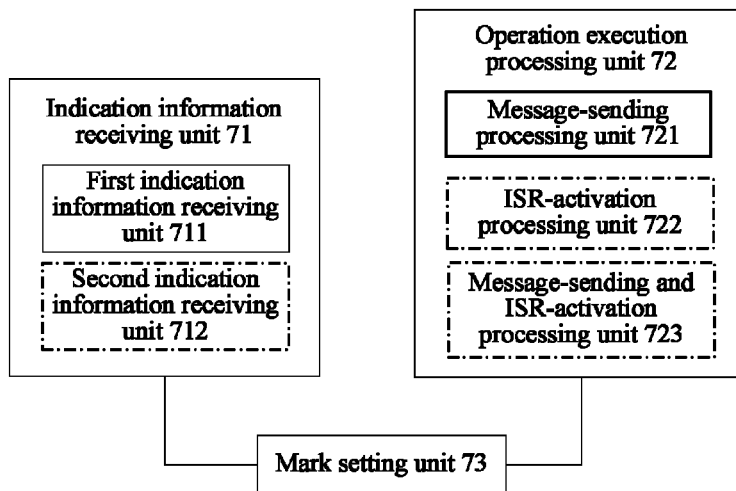 Indication information
receiving unit 71
First indication
information receiving
unit 711
Second indication
information receiving
unit 712
Operation execution
processing unit 72
Message-sending
processing unit 721
ISR-activation
processing unit 722
Message-sending and
ISR-activation
processing unit 723
Mark setting unit 73